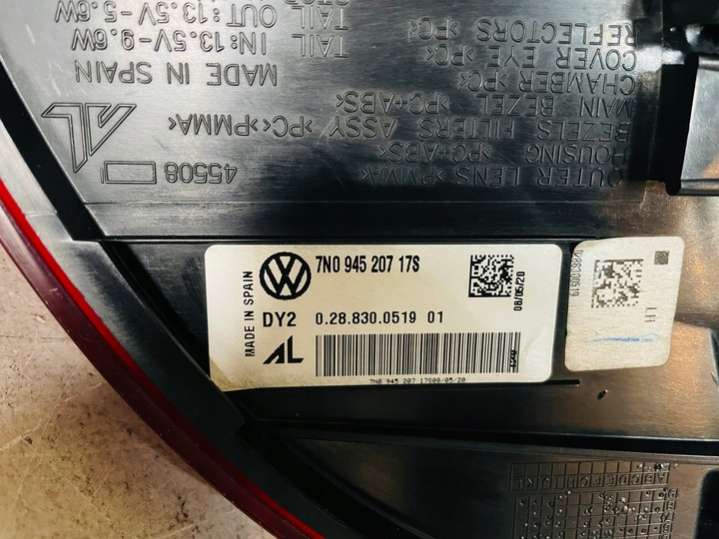 7N0 945 207 17S
08/05/20
DY2 0.28.830.0519 01
MADE IN SPAIN
AL
7N0 945 207 17S08/05/20
LH
OUTER LENS >PMMA<
HOUSING >PC+ABS<
BEZELS FILTERS ASSY >PC<>PMMA<
MAIN BEZEL >PC+ABS<
CHAMBER >PC<
COVER EYE >PC<
REFLECTORS >PC<
45508
AL
MADE IN SPAIN
TAIL IN:13.5V-9.6W
TAIL OUT:13.5V-5.6W